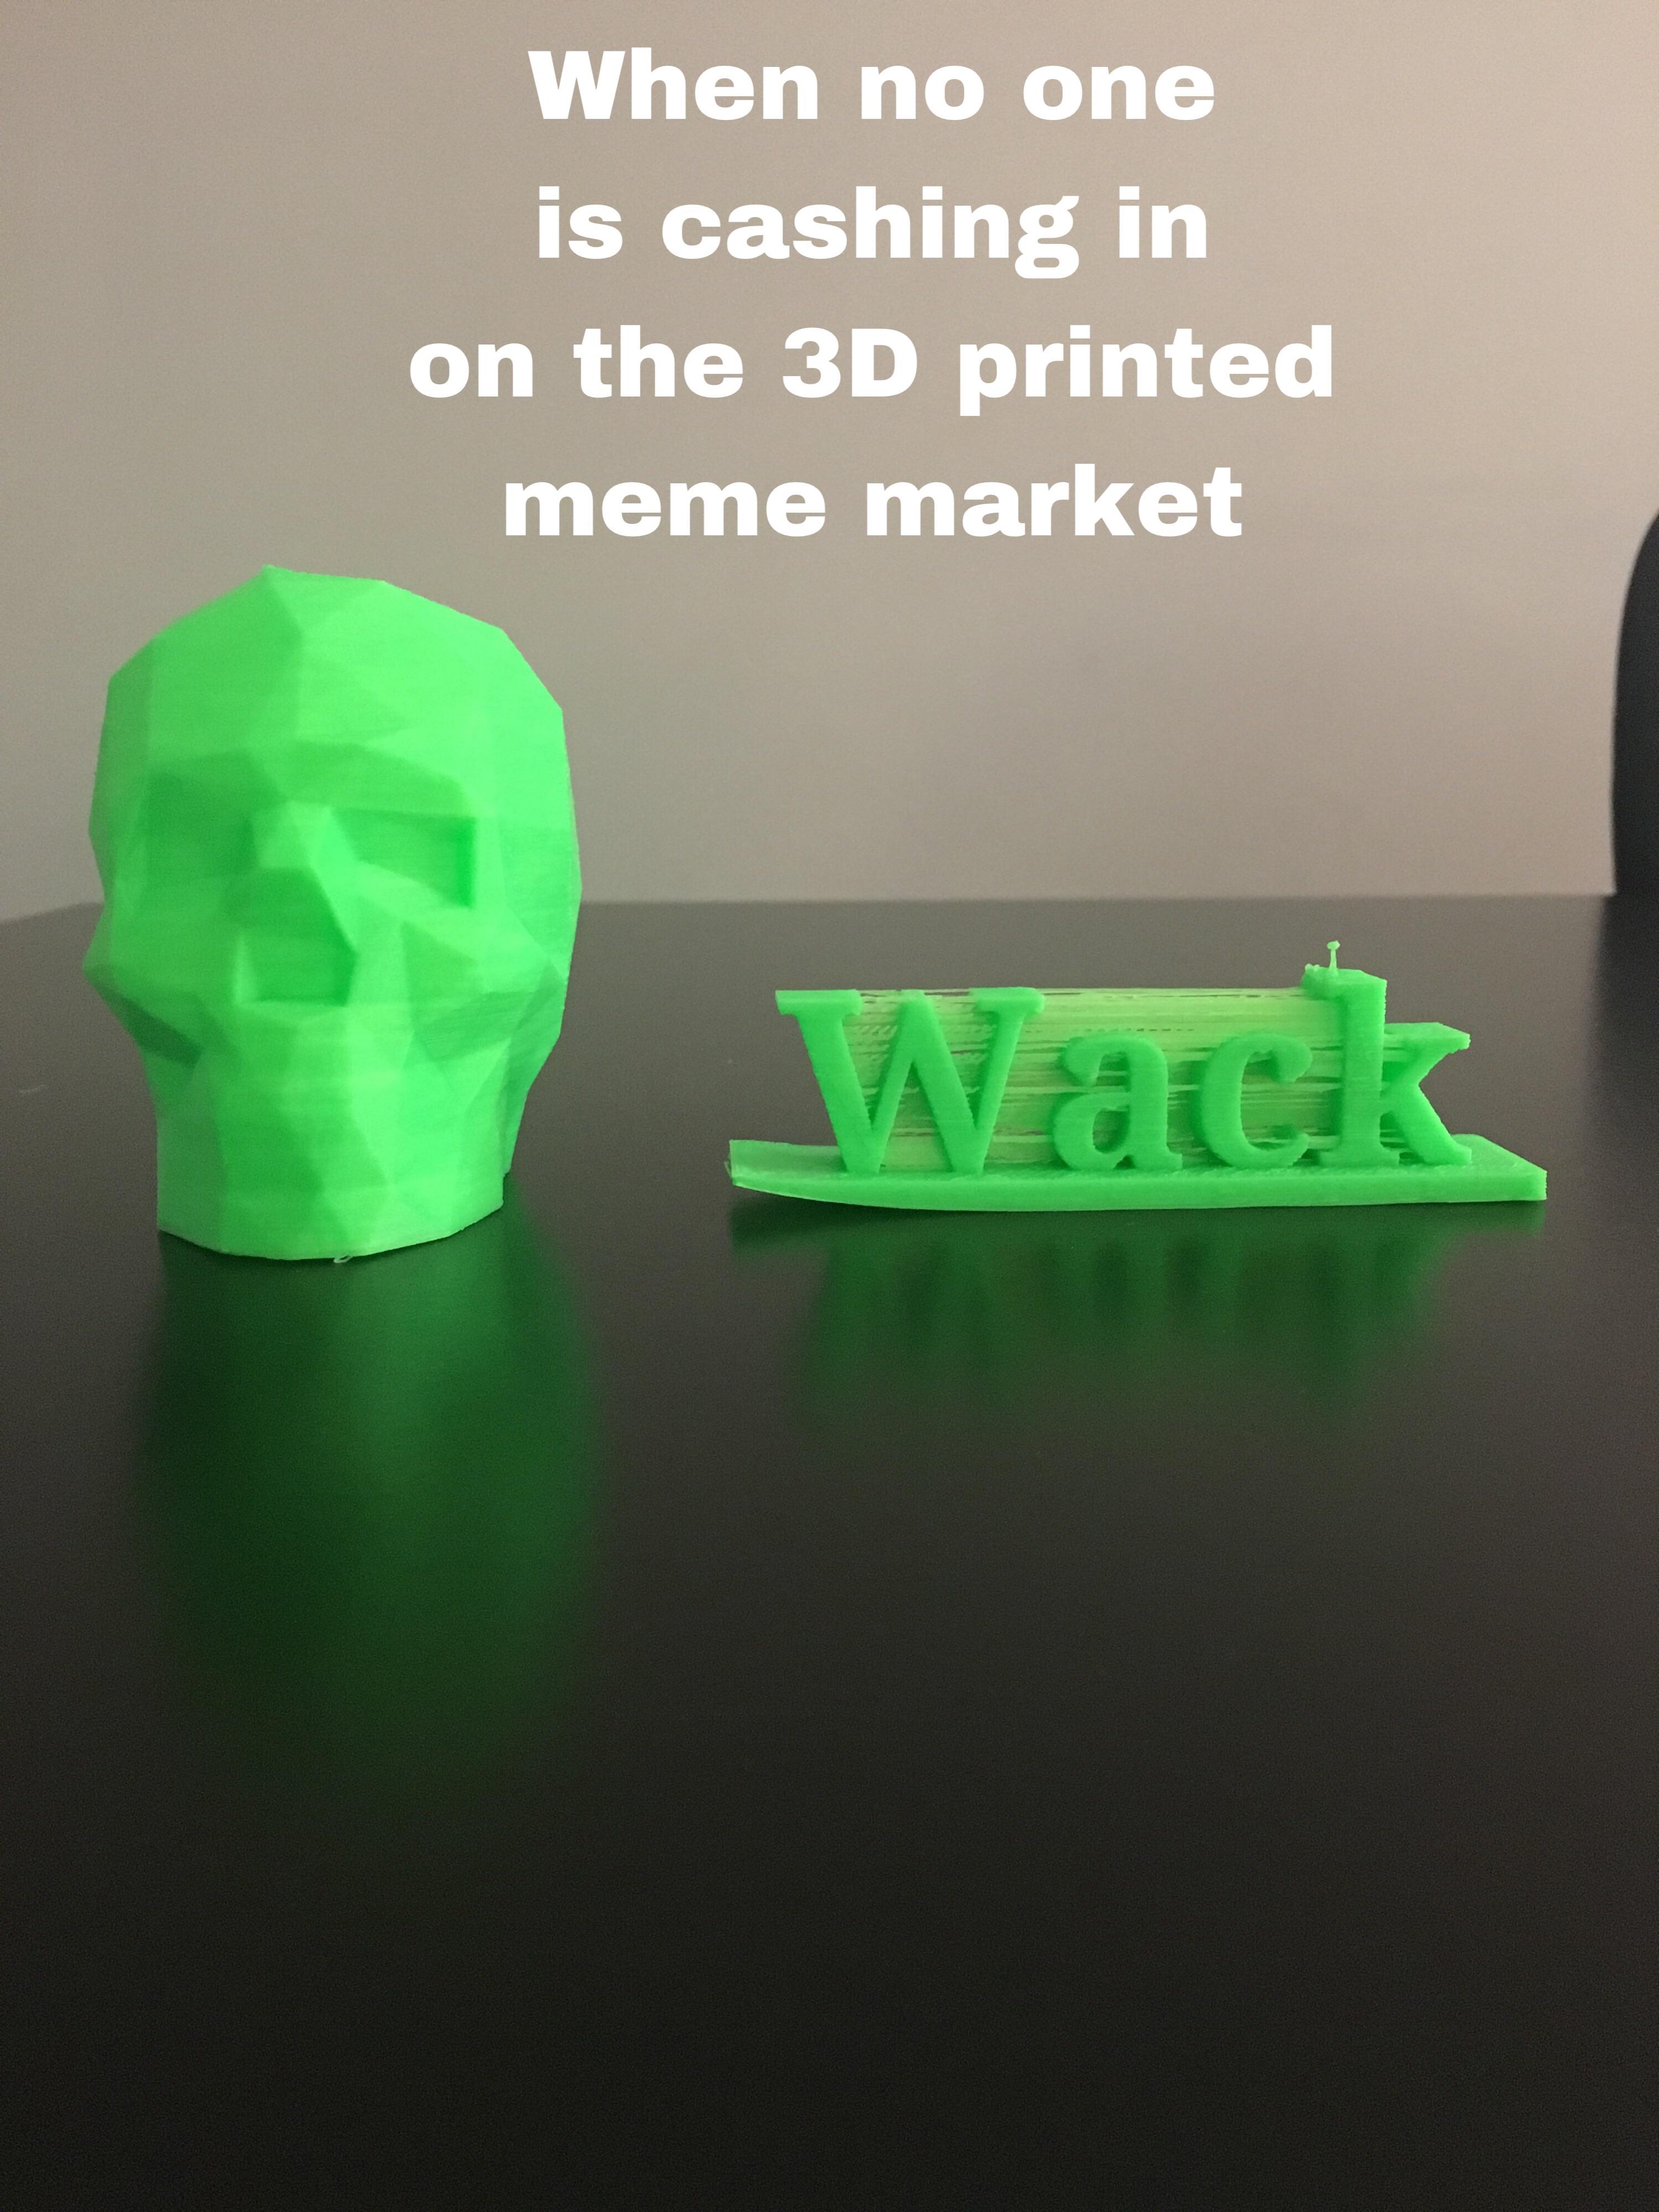 When no one
is cashing in
on the 3D printed
meme market
Wack